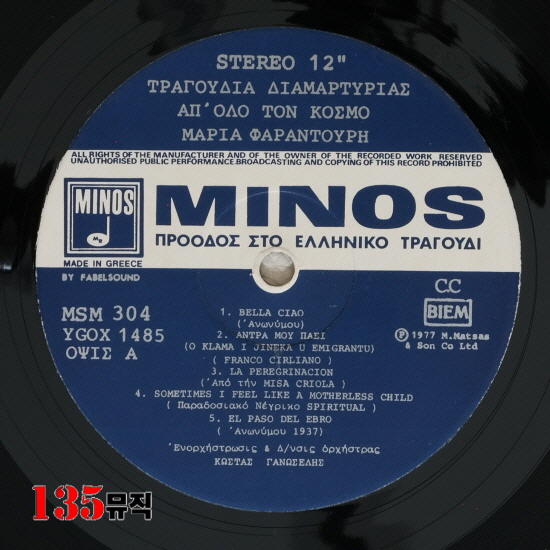 STEREO 12"
ΤΡΑΓΟΥΔΙΑ ΔΙΑΜΑΡΤΥΡΙΑΣ
ΑΠ΄ΟΛΟ ΤΟΝ ΚΟΣΜΟ
ΜΑΡΙΑ ΦΑΡΑΝΤΟΥΡΗ
ALL RIGHTS OF THE MANUFACTURER AND OF THE OWNER OF THE RECORDED WORK RESERVED
UNAUTHORISED PUBLIC PERFORMANCE BROADCASTING AND COPYING OF THIS RECORD PROHIBITED
MINOS
MINOS
ΠΡΟΟΔΟΣ ΣΤΟ ΕΛΛΗΝΙΚΟ ΤΡΑΓΟΥΔΙ
MADE IN GREECE
BY FABELSOUND
C.C
BIEM
MSM 304
YGOX 1485
ΟΨΙΣ Α
℗ 1977 M.Matsas
& Son Co Ltd
1. BELLA CIAO
(΄Ανωνύμου)
2. ΑΝΤΡΑ ΜΟΥ ΠΑΣΙ
(O KLAMA I JINEKA U EMIGRANTU)
( FRANCO CIRLIANO )
3. LA PEREGRINACION
(΄Από τήν MISA CRIOLA )
4. SOMETIMES I FEEL LIKE A MOTHERLESS CHILD
( Παραδοσιακό Νέγρικο SPIRITUAL )
5. EL PASO DEL EBRO
( ΄Ανωνύμου 1937)
΄Ενορχήστρωσις & Δ/νσις όρχήστρας
ΚΩΣΤΑΣ ΓΑΝΩΣΕΛΗΣ
135뮤직